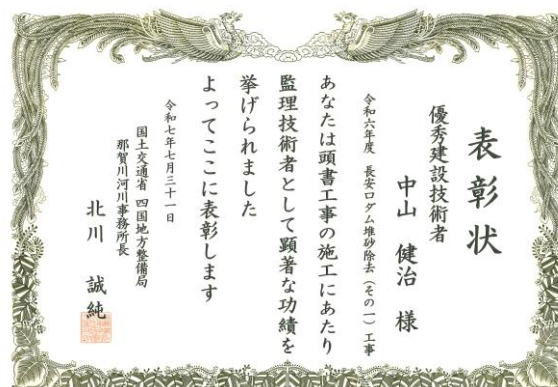 表彰状
優秀建設技術者
中山 健治 様
令和六年度 長安口ダム堆砂除去（その一）工事
あなたは頭書工事の施工にあたり
監理技術者として顕著な功績を
挙げられました
よってここに表彰します
令和七年七月三十一日
国土交通省 四国地方整備局
那賀川河川事務所長
北川 誠純